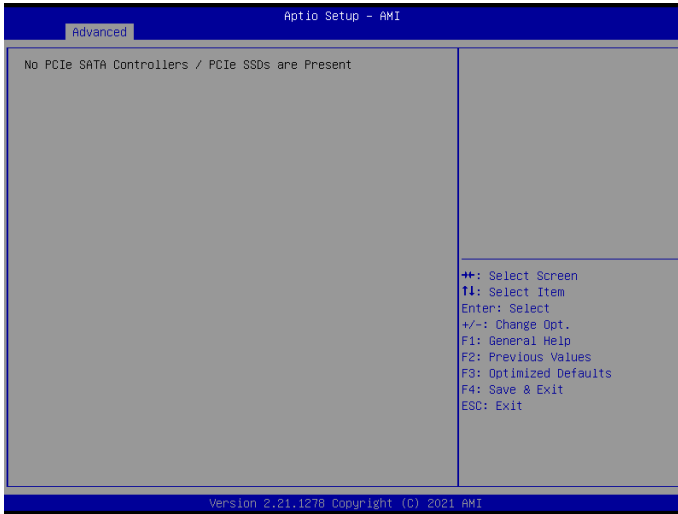 Aptio Setup – AMI
Advanced
No PCIe SATA Controllers / PCIe SSDs are Present
→←: Select Screen
↑↓: Select Item
Enter: Select
+/-: Change Opt.
F1: General Help
F2: Previous Values
F3: Optimized Defaults
F4: Save & Exit
ESC: Exit
Version 2.21.1278 Copyright (C) 2021 AMI